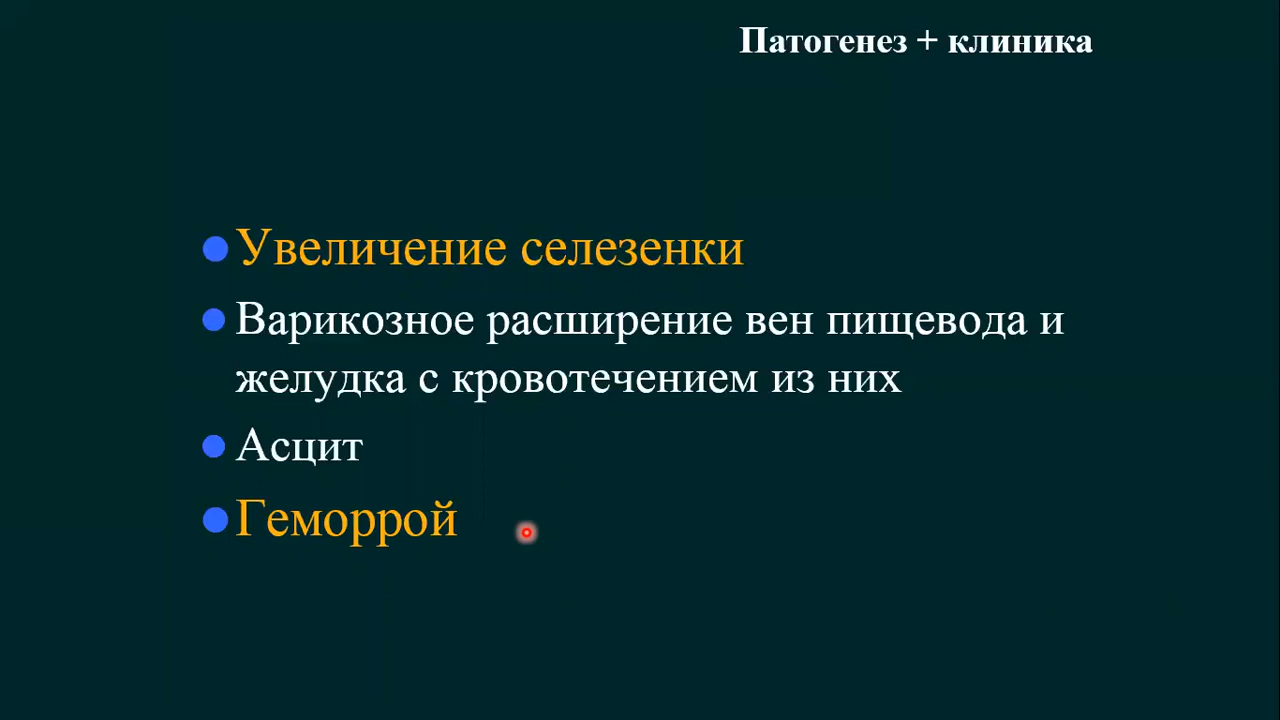 Патогенез + клиника
Увеличение селезенки
Варикозное расширение вен пищевода и
желудка с кровотечением из них
Асцит
Геморрой